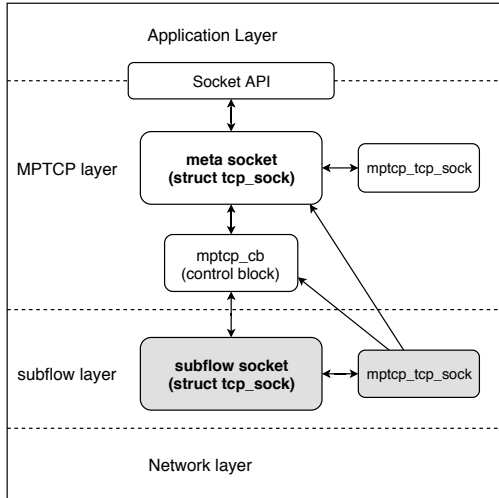 Application Layer
Socket API
MPTCP layer
meta socket
(struct tcp_sock)
mptcp_tcp_sock
mptcp_cb
(control block)
subflow layer
subflow socket
(struct tcp_sock)
mptcp_tcp_sock
Network layer